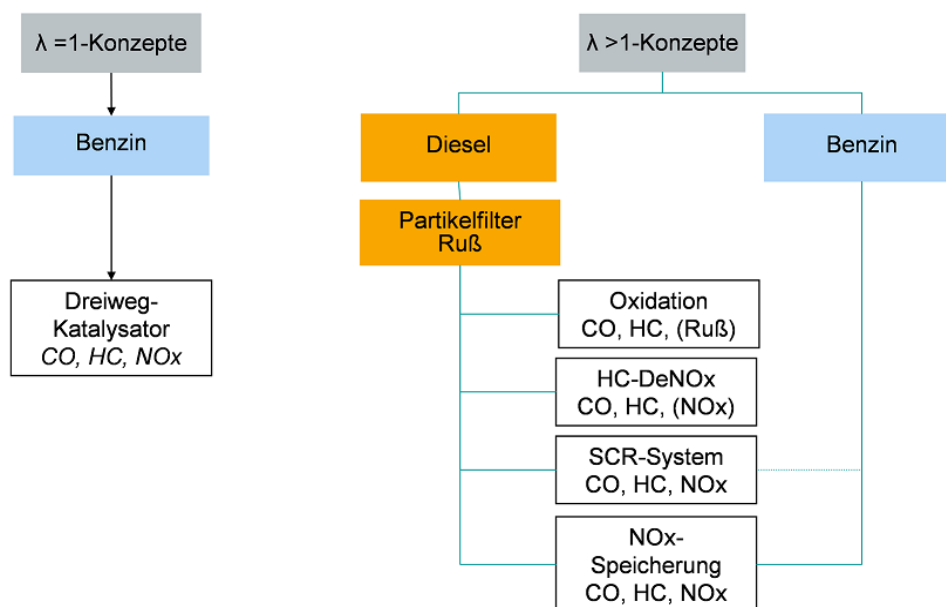 λ =1-Konzepte
Benzin
Dreiweg-
Katalysator
CO, HC, NOx
λ >1-Konzepte
Diesel
Benzin
Partikelfilter
Ruß
Oxidation
CO, HC, (Ruß)
HC-DeNOx
CO, HC, (NOx)
SCR-System
CO, HC, NOx
NOx-
Speicherung
CO, HC, NOx